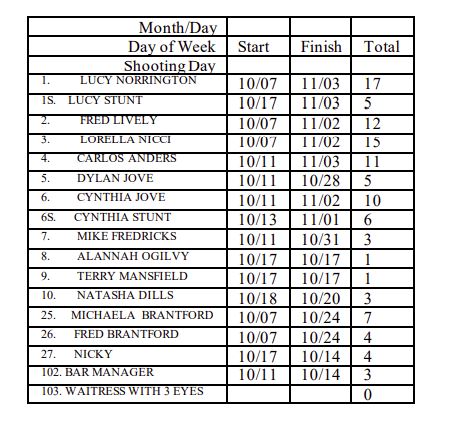 Month/Day
Day of Week Start Finish Total
Shooting Day
1. LUCY NORRINGTON 10/07 11/03 17
1S. LUCY STUNT 10/17 11/03 5
2. FRED LIVELY 10/07 11/02 12
3. LORELLA NICCI 10/07 11/02 15
4. CARLOS ANDERS 10/11 11/03 11
5. DYLAN JOVE 10/11 10/28 5
6. CYNTHIA JOVE 10/11 11/02 10
6S. CYNTHIA STUNT 10/13 11/01 6
7. MIKE FREDRICKS 10/11 10/31 3
8. ALANNAH OGILVY 10/17 10/17 1
9. TERRY MANSFIELD 10/17 10/17 1
10. NATASHA DILLS 10/18 10/20 3
25. MICHAELA BRANTFORD 10/07 10/24 7
26. FRED BRANTFORD 10/07 10/24 4
27. NICKY 10/17 10/14 4
102. BAR MANAGER 10/11 10/14 3
103. WAITRESS WITH 3 EYES 0